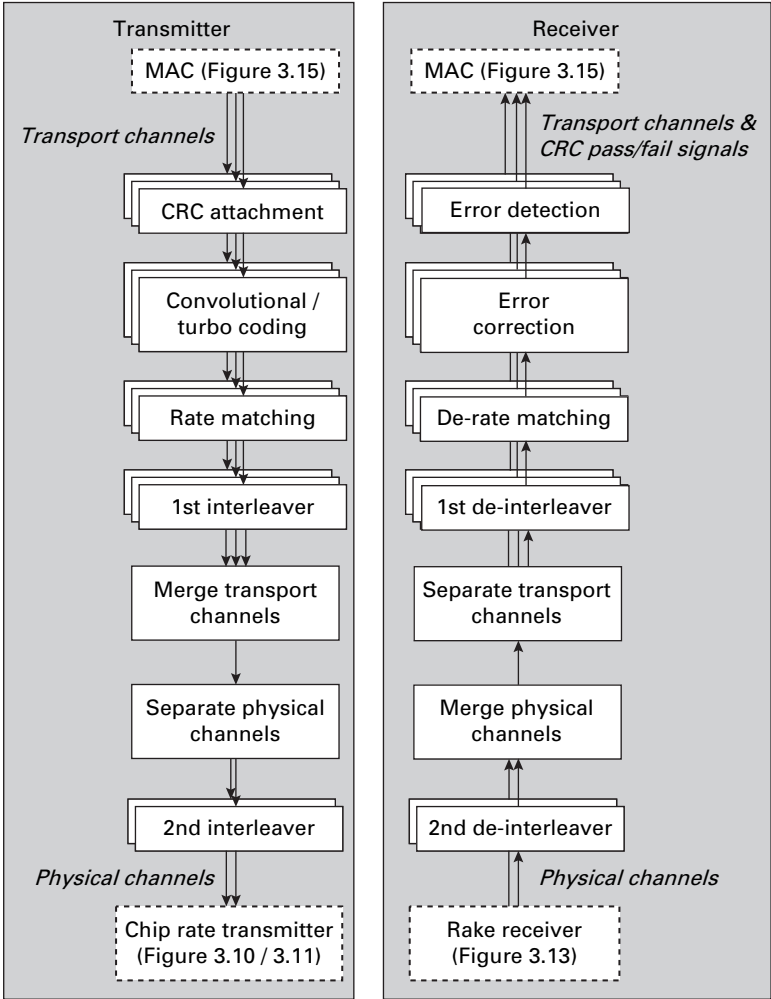 Transmitter
MAC (Figure 3.15)
Transport channels
CRC attachment
Convolutional /
turbo coding
Rate matching
1st interleaver
Merge transport
channels
Separate physical
channels
2nd interleaver
Physical channels
Chip rate transmitter
(Figure 3.10 / 3.11)
Receiver
MAC (Figure 3.15)
Transport channels &
CRC pass/fail signals
Error detection
Error
correction
De-rate matching
1st de-interleaver
Separate transport
channels
Merge physical
channels
2nd de-interleaver
Physical channels
Rake receiver
(Figure 3.13)